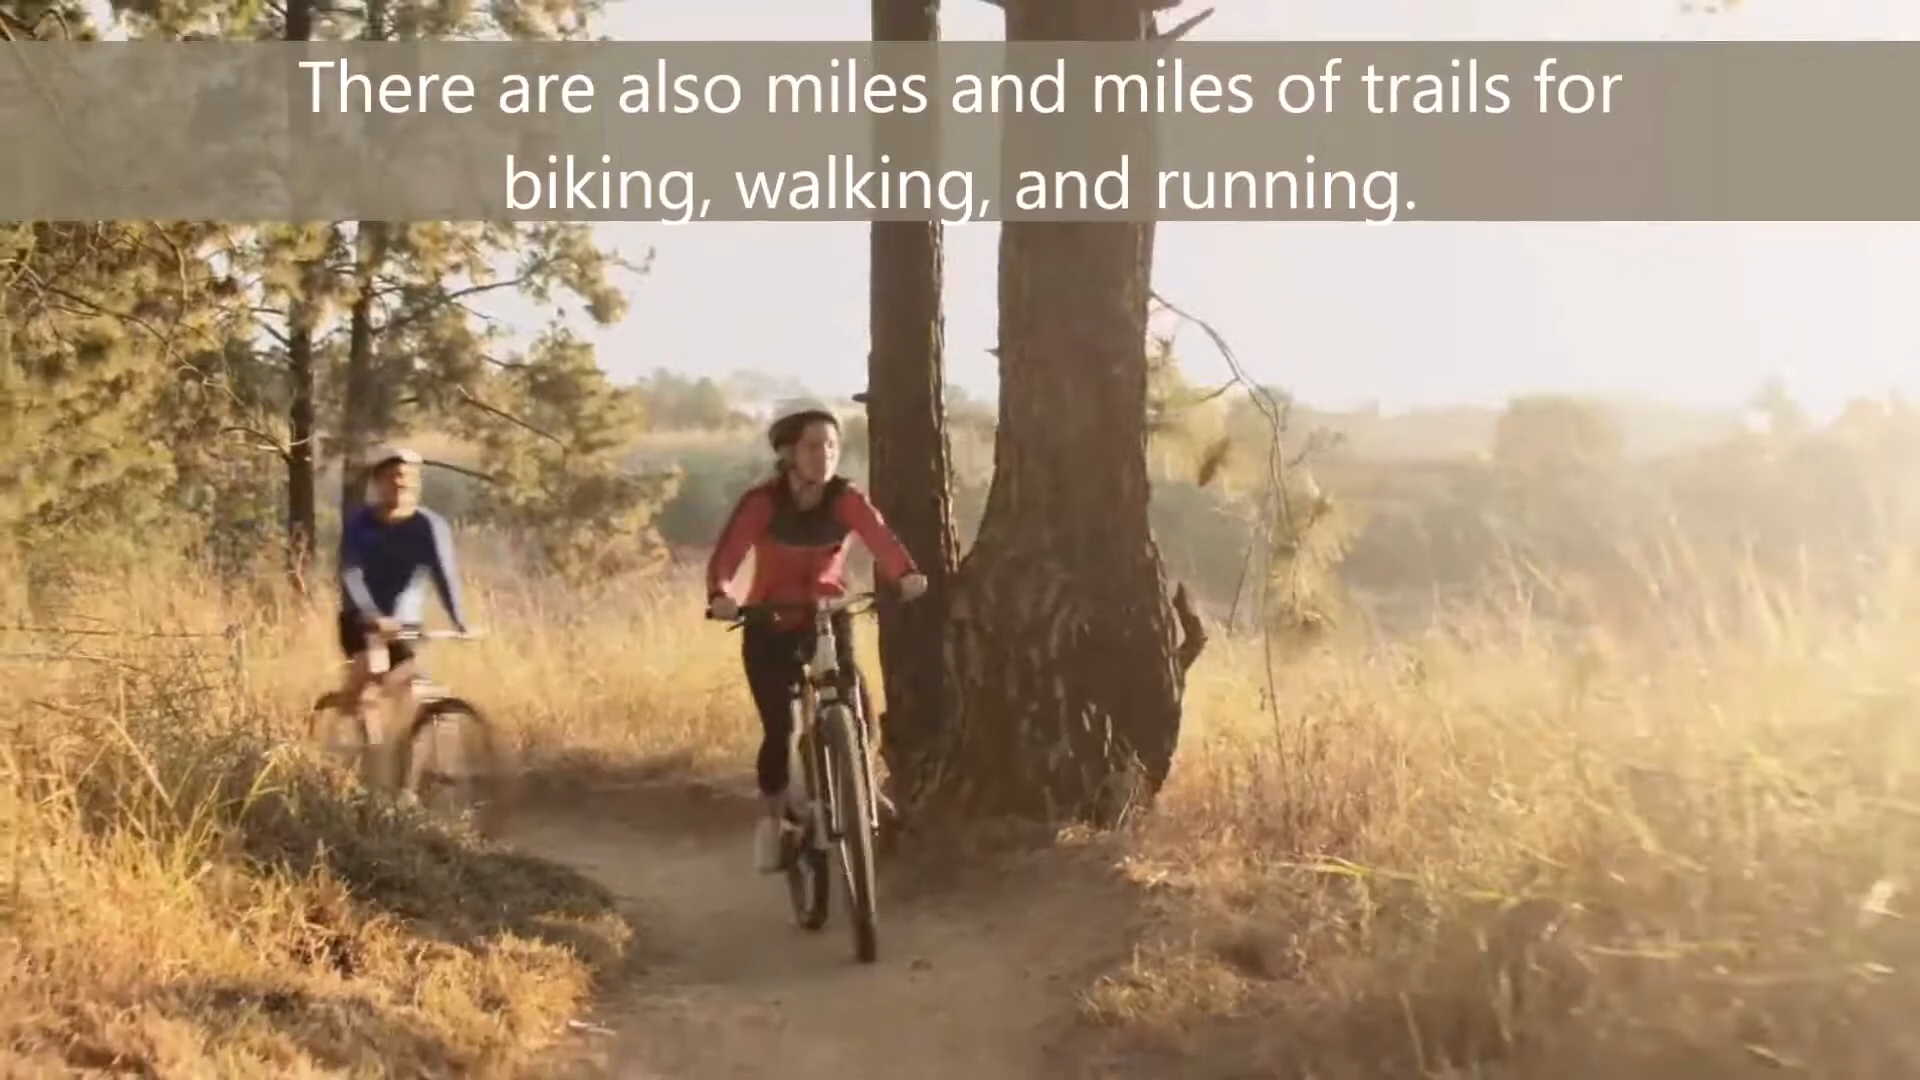 There are also miles and miles of trails for
biking, walking, and running.